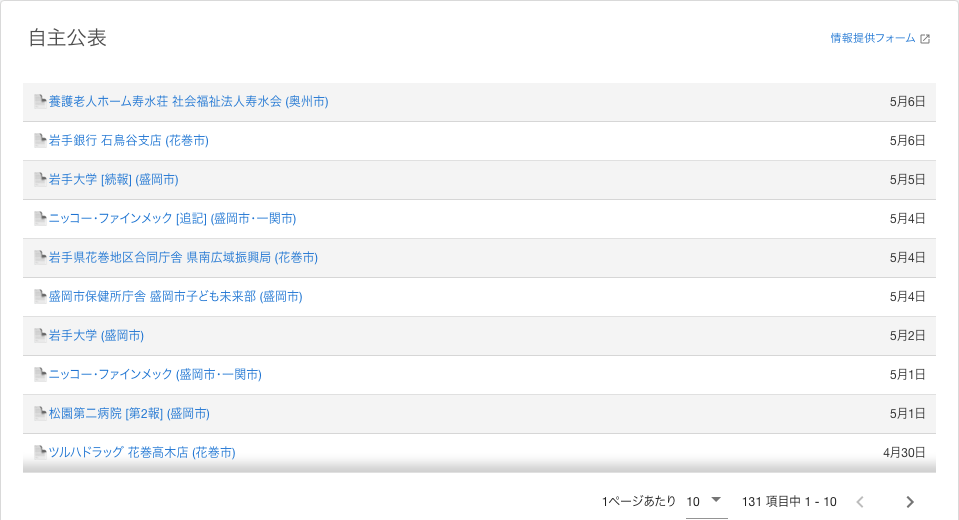 自主公表
情報提供フォーム
養護老人ホーム寿水荘 社会福祉法人寿水会 (奥州市) 5月6日
岩手銀行 石鳥谷支店 (花巻市) 5月6日
岩手大学 [続報] (盛岡市) 5月5日
ニッコー・ファインメック [追記] (盛岡市・一関市) 5月4日
岩手県花巻地区合同庁舎 県南広域振興局 (花巻市) 5月4日
盛岡市保健所庁舎 盛岡市子ども未来部 (盛岡市) 5月4日
岩手大学 (盛岡市) 5月2日
ニッコー・ファインメック (盛岡市・一関市) 5月1日
松園第二病院 [第2報] (盛岡市) 5月1日
ツルハドラッグ 花巻高木店 (花巻市) 4月30日
1ページあたり 10 131 項目中 1 - 10